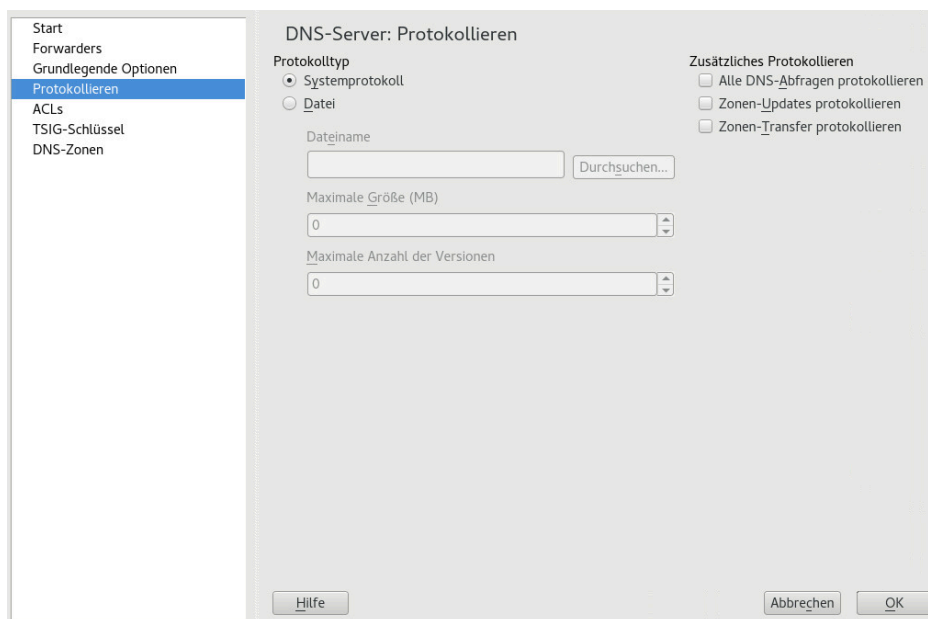 Start
Forwarders
Grundlegende Optionen
Protokollieren
ACLs
TSIG-Schlüssel
DNS-Zonen
DNS-Server: Protokollieren
Protokolltyp
Systemprotokoll
Datei
Dateiname
Durchsuchen...
Maximale Größe (MB)
0
Maximale Anzahl der Versionen
0
Zusätzliches Protokollieren
Alle DNS-Abfragen protokollieren
Zonen-Updates protokollieren
Zonen-Transfer protokollieren
Hilfe
Abbrechen
OK